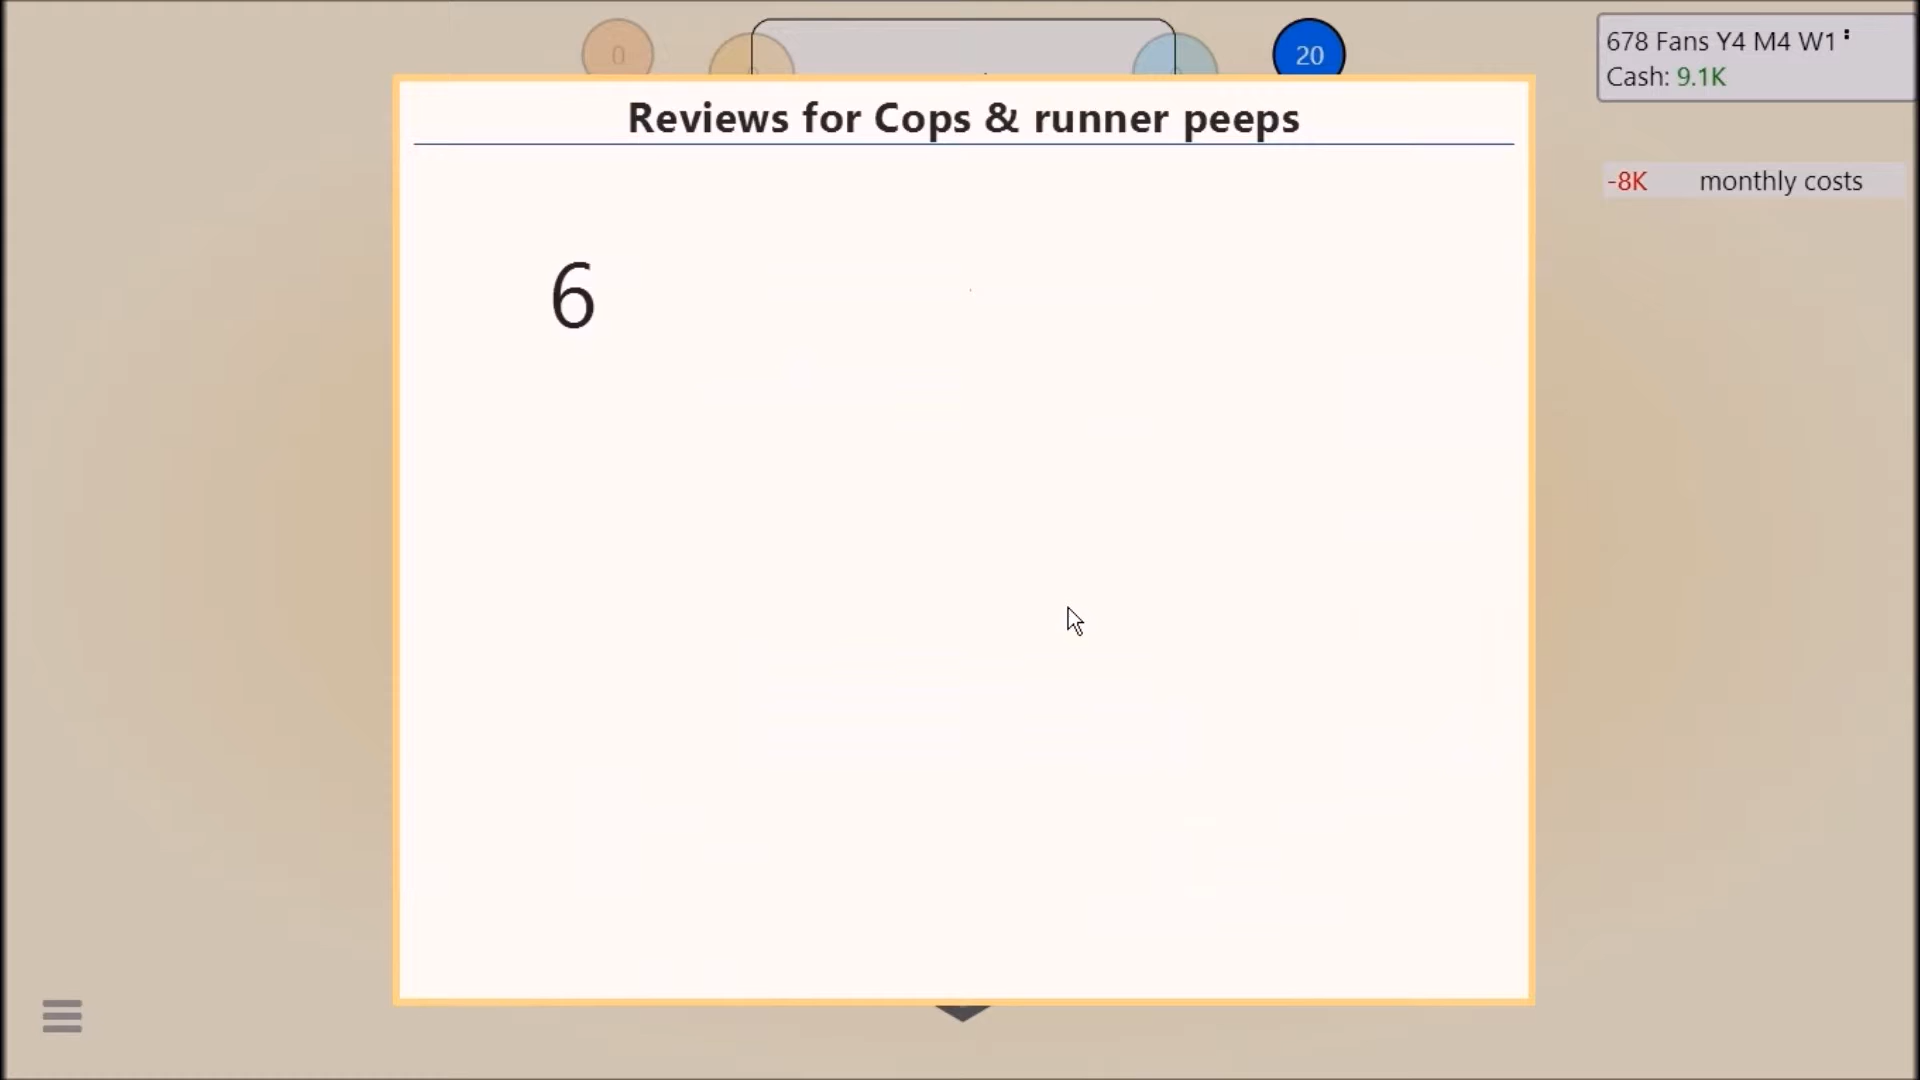 0
20
678 Fans Y4 M4 W1
Cash: 9.1K
Reviews for Cops & runner peeps
-8K monthly costs
6